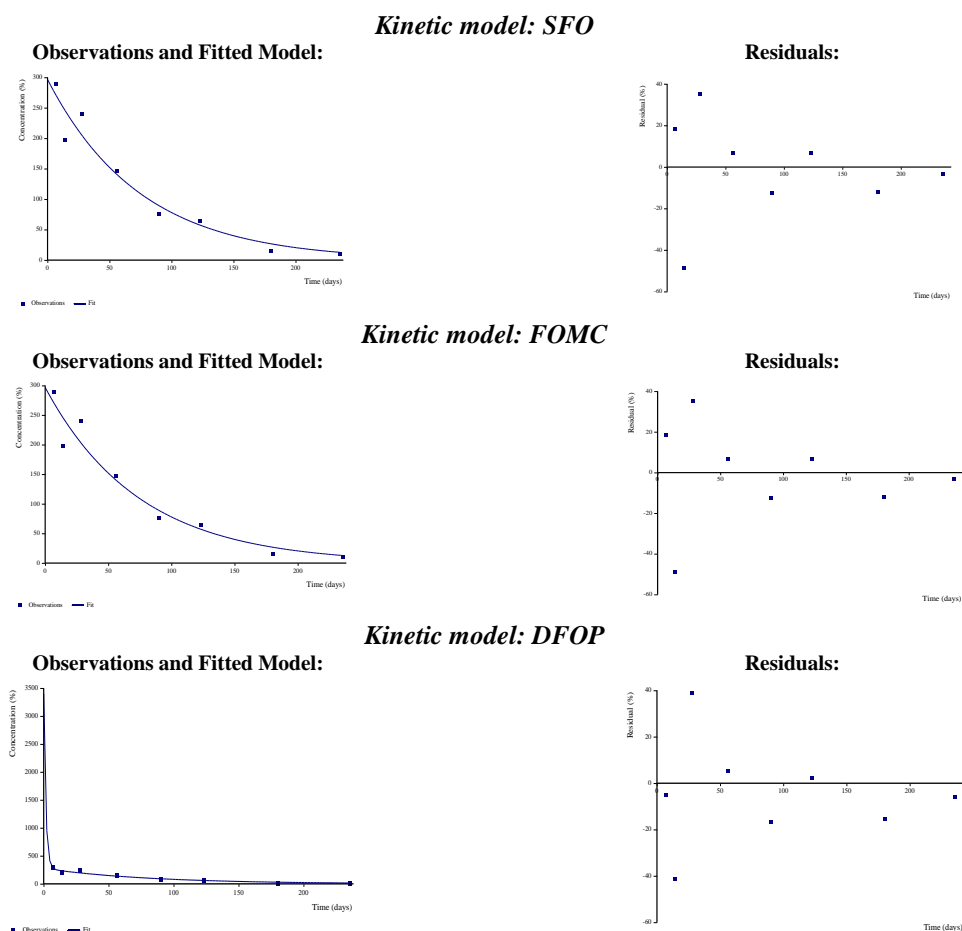 Kinetic model: SFO
Observations and Fitted Model:
Residuals:
Concentration (%)
300
250
200
150
100
50
0
0 50 100 150 200
Time (days)
Observations Fit
Residual (%)
40
20
0
-20
-40
-60
0 50 100 150 200
Time (days)
Kinetic model: FOMC
Observations and Fitted Model:
Residuals:
Concentration (%)
300
250
200
150
100
50
0
0 50 100 150 200
Time (days)
Observations Fit
Residual (%)
40
20
0
-20
-40
-60
0 50 100 150 200
Time (days)
Kinetic model: DFOP
Observations and Fitted Model:
Residuals:
Concentration (%)
3500
3000
2500
2000
1500
1000
500
0
0 50 100 150 200
Time (days)
Observations Fit
Residual (%)
40
20
0
-20
-40
-60
0 50 100 150 200
Time (days)